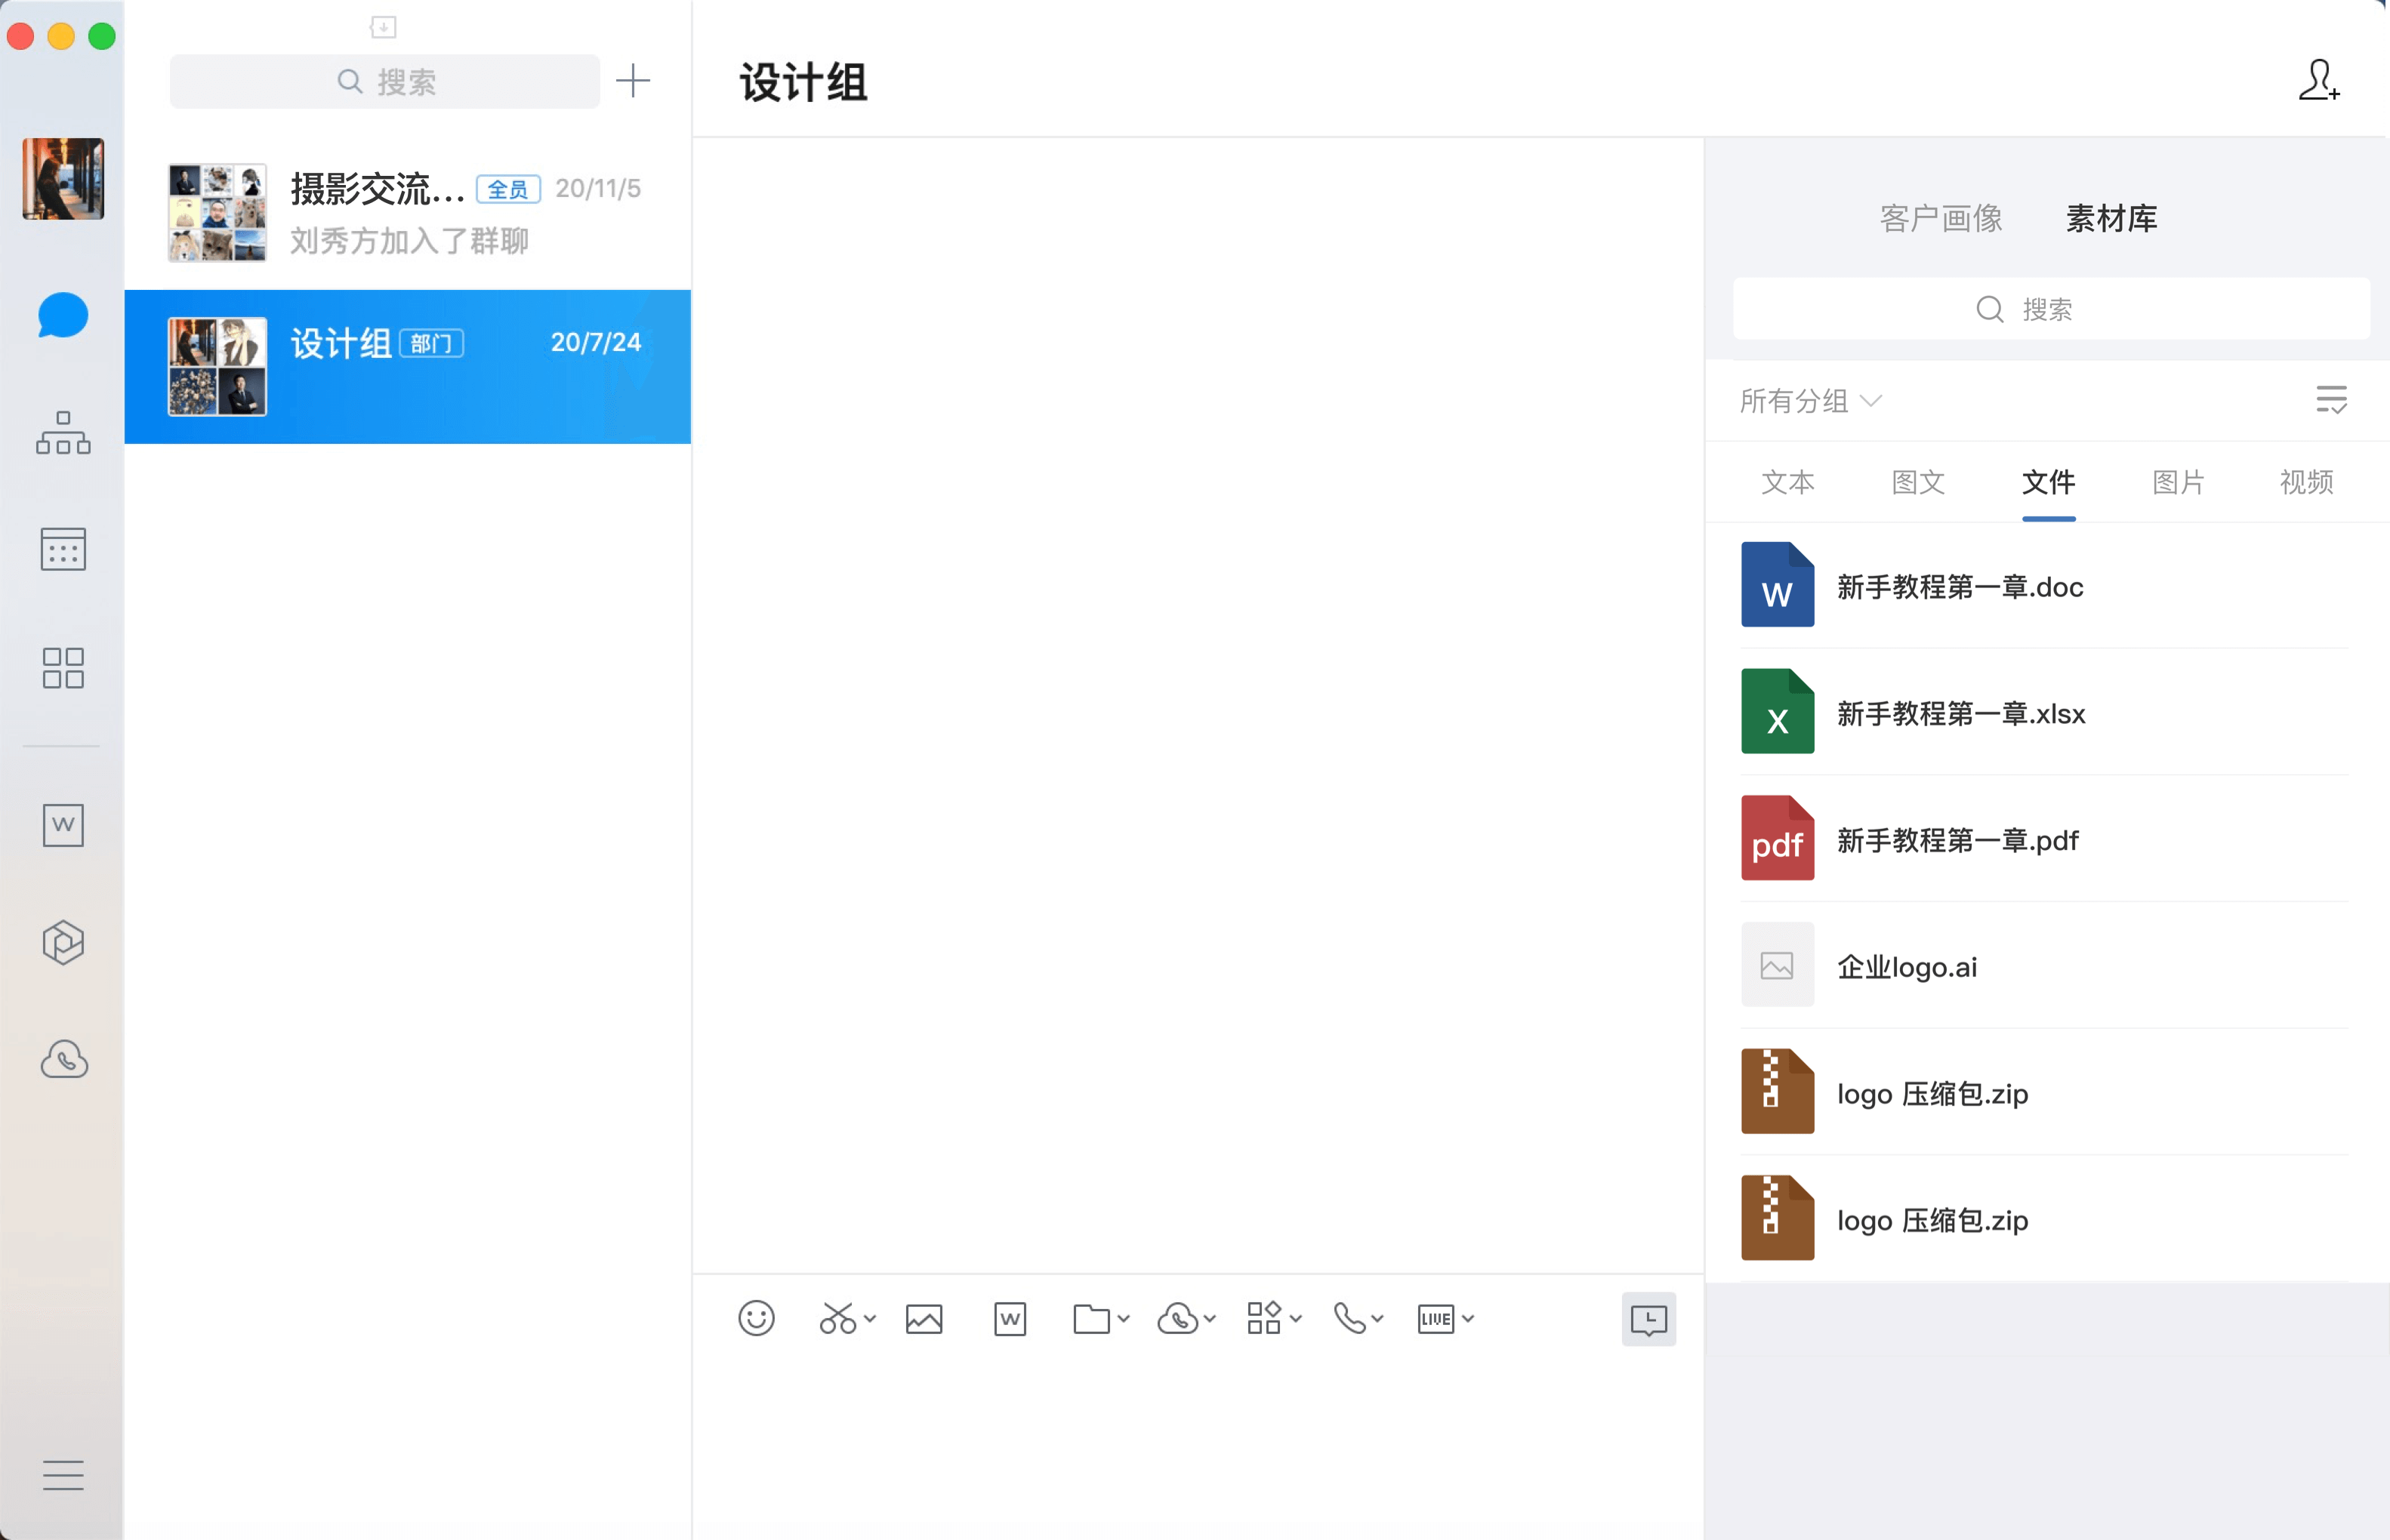 搜索
摄影交流... 全员 20/11/5
刘秀方加入了群聊
设计组 部门 20/7/24
W
设计组
W
LIVE
客户画像 素材库
搜索
所有分组
文本 图文 文件 图片 视频
W 新手教程第一章.doc
X 新手教程第一章.xlsx
pdf 新手教程第一章.pdf
企业logo.ai
logo 压缩包.zip
logo 压缩包.zip